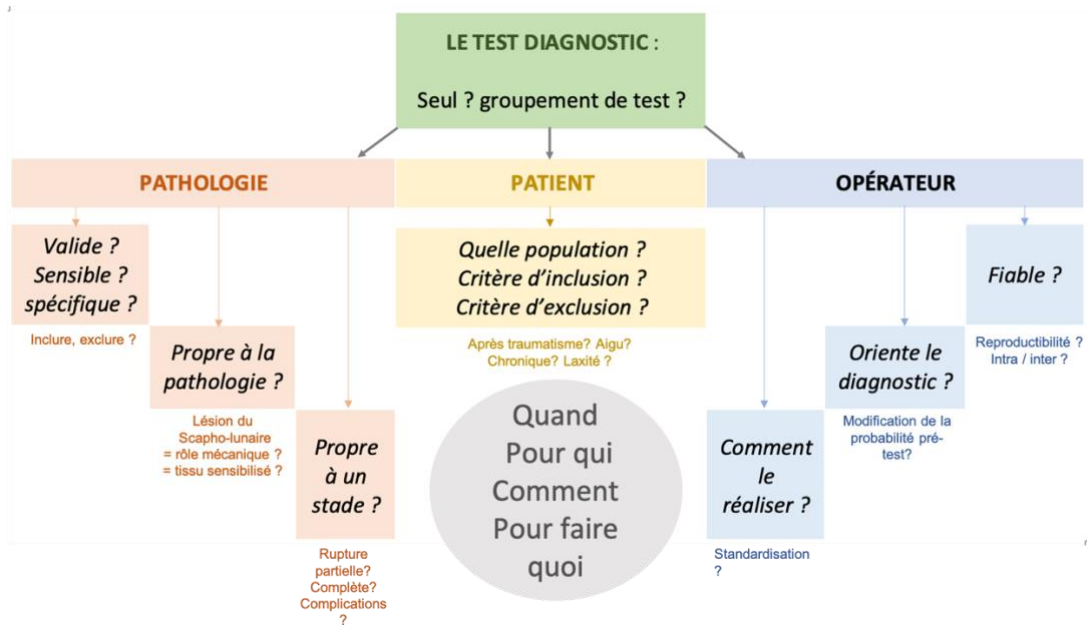 LE TEST DIAGNOSTIC :
Seul ? groupement de test ?
PATHOLOGIE
Valide ?
Sensible ?
spécifique ?
Inclure, exclure ?
Propre à la
pathologie ?
Lésion du
Scapho-lunaire
= rôle mécanique ?
= tissu sensibilisé ?
Propre
à un
stade ?
Rupture
partielle?
Complète?
Complications
?
PATIENT
Quelle population ?
Critère d'inclusion ?
Critère d'exclusion ?
Après traumatisme? Aigu?
Chronique? Laxité ?
Quand
Pour qui
Comment
Pour faire
quoi
OPÉRATEUR
Comment
le
réaliser ?
Standardisation
?
Oriente le
diagnostic ?
Modification de la
probabilité pré-
test?
Fiable ?
Reproductibilité ?
Intra / inter ?